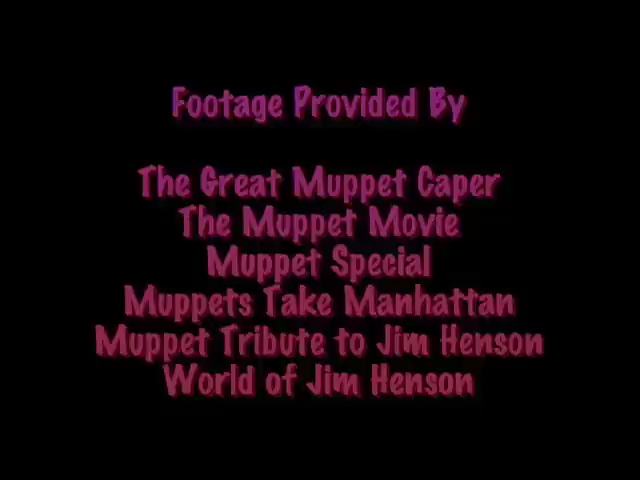 Footage Provided By
The Great Muppet Caper
The Muppet Movie
Muppet Special
Muppets Take Manhattan
Muppet Tribute to Jim Henson
World of Jim Henson